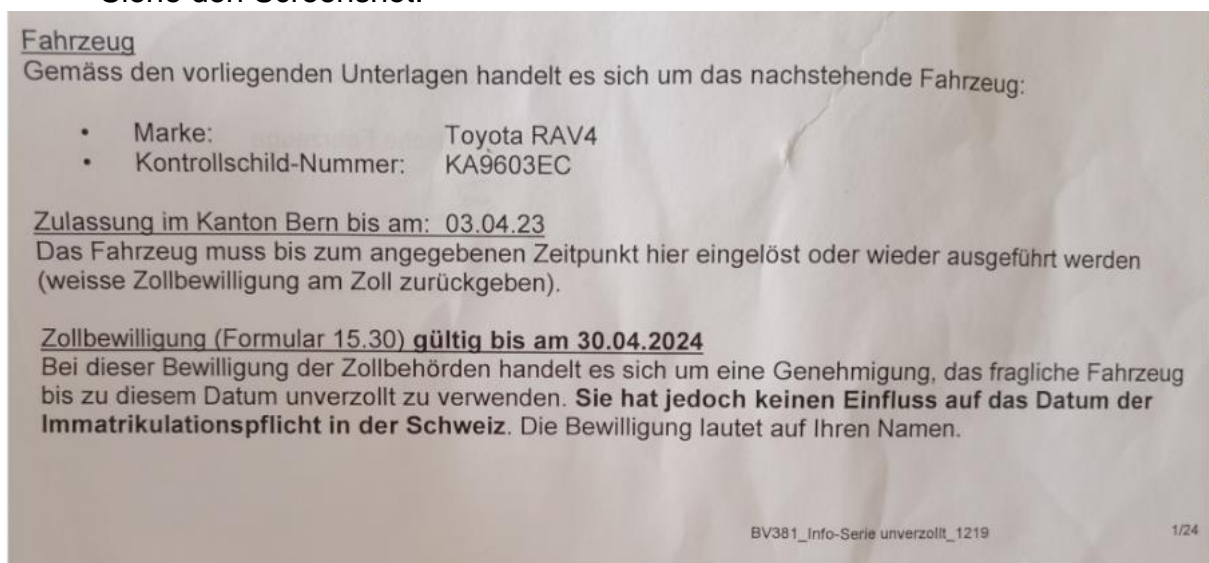 Siehe den Screenshot.
Fahrzeug
Gemäss den vorliegenden Unterlagen handelt es sich um das nachstehende Fahrzeug:
• Marke: Toyota RAV4
• Kontrollschild-Nummer: KA9603EC
Zulassung im Kanton Bern bis am: 03.04.23
Das Fahrzeug muss bis zum angegebenen Zeitpunkt hier eingelöst oder wieder ausgeführt werden
(weisse Zollbewilligung am Zoll zurückgeben).
Zollbewilligung (Formular 15.30) gültig bis am 30.04.2024
Bei dieser Bewilligung der Zollbehörden handelt es sich um eine Genehmigung, das fragliche Fahrzeug
bis zu diesem Datum unverzollt zu verwenden. Sie hat jedoch keinen Einfluss auf das Datum der
Immatrikulationspflicht in der Schweiz. Die Bewilligung lautet auf Ihren Namen.
BV381_Info-Serie unverzollt_1219 1/24